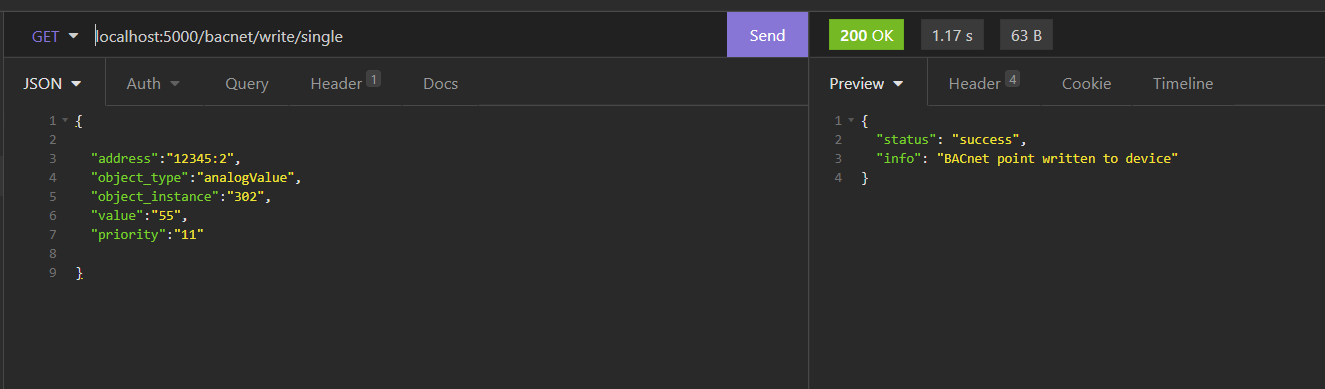 GET localhost:5000/bacnet/write/single Send
200 OK 1.17 s 63 B
JSON Auth Query Header 1 Docs
Preview Header 4 Cookie Timeline
1 {
2
3 "address":"12345:2",
4 "object_type":"analogValue",
5 "object_instance":"302",
6 "value":"55",
7 "priority":"11"
8
9 }
1 {
2 "status": "success",
3 "info": "BACnet point written to device"
4 }